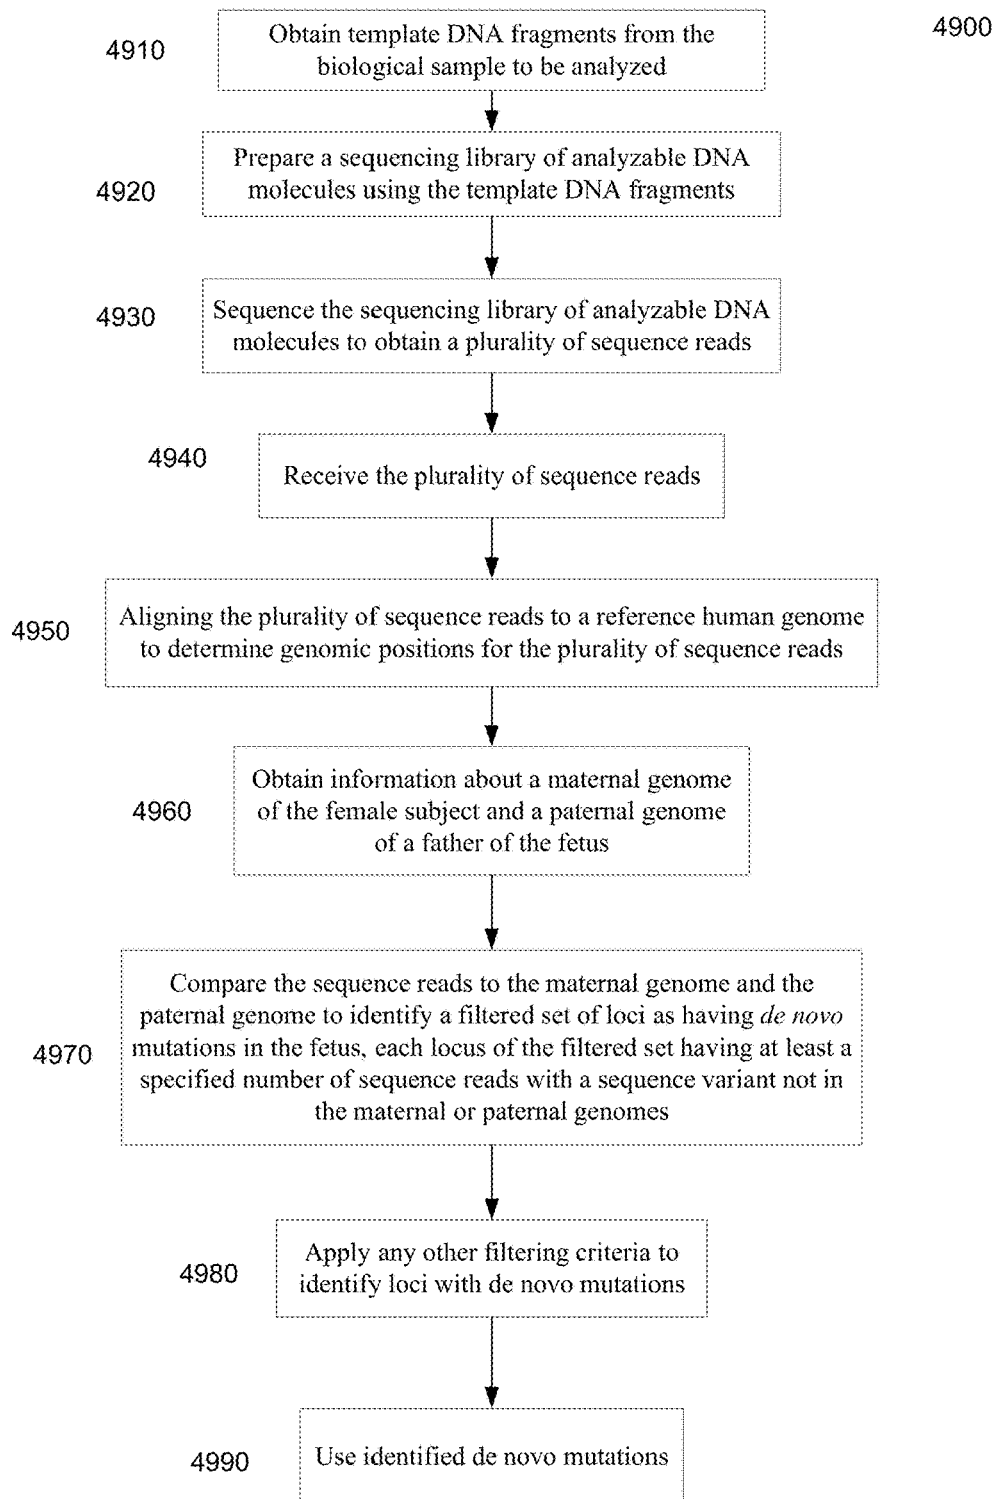 4900
4910
Obtain template DNA fragments from the
biological sample to be analyzed
4920
Prepare a sequencing library of analyzable DNA
molecules using the template DNA fragments
4930
Sequence the sequencing library of analyzable DNA
molecules to obtain a plurality of sequence reads
4940
Receive the plurality of sequence reads
4950
Aligning the plurality of sequence reads to a reference human genome
to determine genomic positions for the plurality of sequence reads
4960
Obtain information about a maternal genome
of the female subject and a paternal genome
of a father of the fetus
4970
Compare the sequence reads to the maternal genome and the
paternal genome to identify a filtered set of loci as having de novo
mutations in the fetus, each locus of the filtered set having at least a
specified number of sequence reads with a sequence variant not in
the maternal or paternal genomes
4980
Apply any other filtering criteria to
identify loci with de novo mutations
4990
Use identified de novo mutations